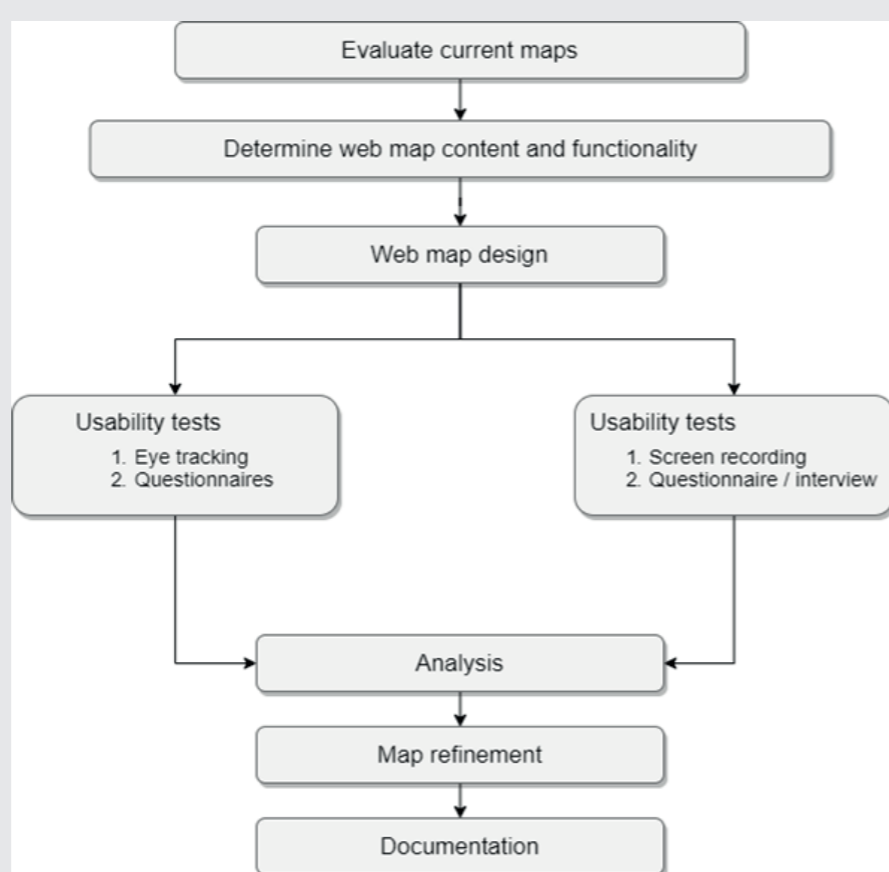 Evaluate current maps
Determine web map content and functionality
Web map design
Usability tests
1. Eye tracking
2. Questionnaires
Usability tests
1. Screen recording
2. Questionnaire / interview
Analysis
Map refinement
Documentation